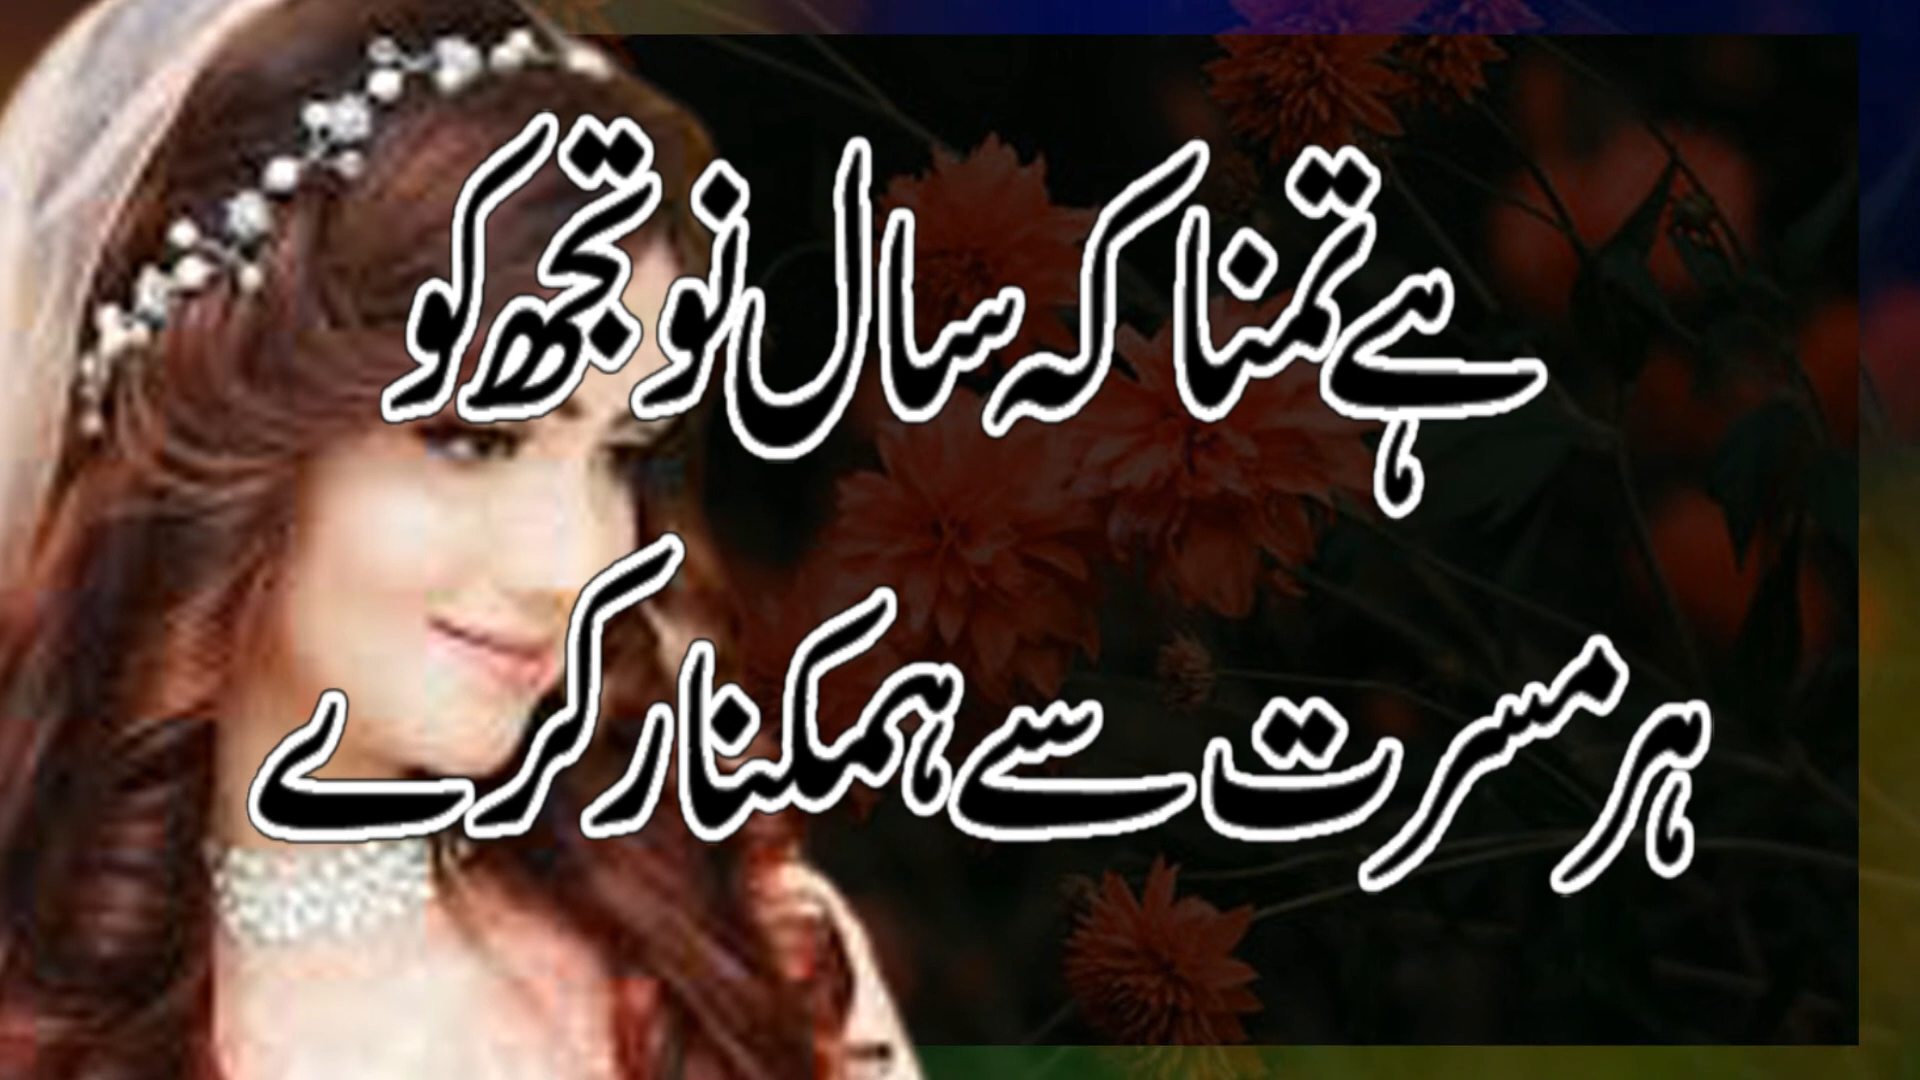 ہے تمنا کہ سال نو تجھ کو
ہر مسرت سے ہمکنار کرے